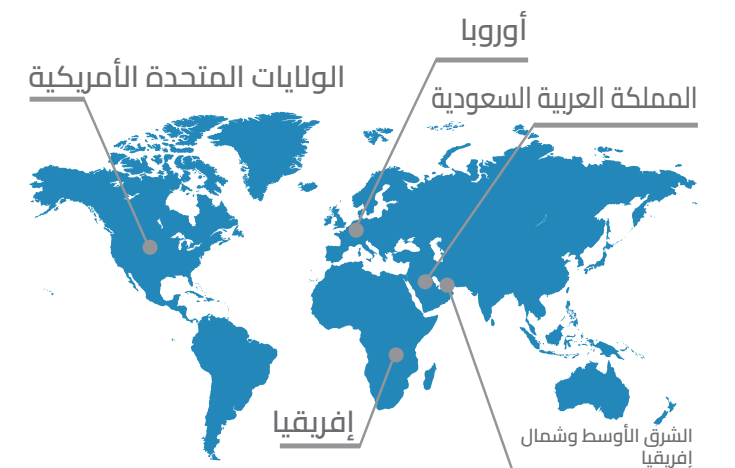 أوروبا
الولايات المتحدة الأمريكية
المملكة العربية السعودية
إفريقيا
الشرق الأوسط وشمال
إفريقيا